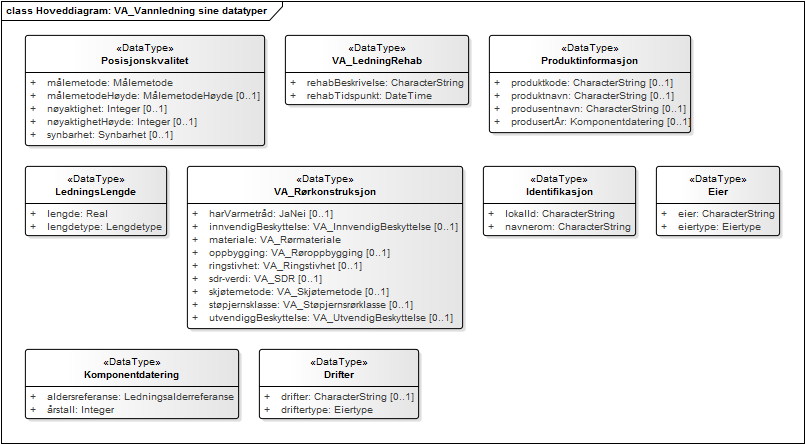 class Hoveddiagram: VA_Vannledning sine datatyper
«DataType»
Posisjonskvalitet
+ målemetode: Målemetode
+ målemetodeHøyde: MålemetodeHøyde [0..1]
+ nøyaktighet: Integer [0..1]
+ nøyaktighetHøyde: Integer [0..1]
+ synbarhet: Synbarhet [0..1]
«DataType»
VA_LedningRehab
+ rehabBeskrivelse: CharacterString
+ rehabTidspunkt: DateTime
«DataType»
Produktinformasjon
+ produktkode: CharacterString [0..1]
+ produktnavn: CharacterString [0..1]
+ produsentnavn: CharacterString [0..1]
+ produsertÅr: Komponentdatering [0..1]
«DataType»
LedningsLengde
+ lengde: Real
+ lengdetype: Lengdetype
«DataType»
VA_Rørkonstruksjon
+ harVarmetråd: JaNei [0..1]
+ innvendigBeskyttelse: VA_InnvendigBeskyttelse [0..1]
+ materiale: VA_Rørmateriale
+ oppbygging: VA_Røroppbygging [0..1]
+ ringstivhet: VA_Ringstivhet [0..1]
+ sdr-verdi: VA_SDR [0..1]
+ skjøtemetode: VA_Skjøtemetode [0..1]
+ støpjernsklasse: VA_Støpjernsrørklasse [0..1]
+ utvendiggBeskyttelse: VA_UtvendigBeskyttelse [0..1]
«DataType»
Identifikasjon
+ lokalId: CharacterString
+ navnerom: CharacterString
«DataType»
Eier
+ eier: CharacterString
+ eiertype: Eiertype
«DataType»
Komponentdatering
+ aldersreferanse: Ledningsalderreferanse
+ årstall: Integer
«DataType»
Drifter
+ drifter: CharacterString [0..1]
+ driftertype: Eiertype